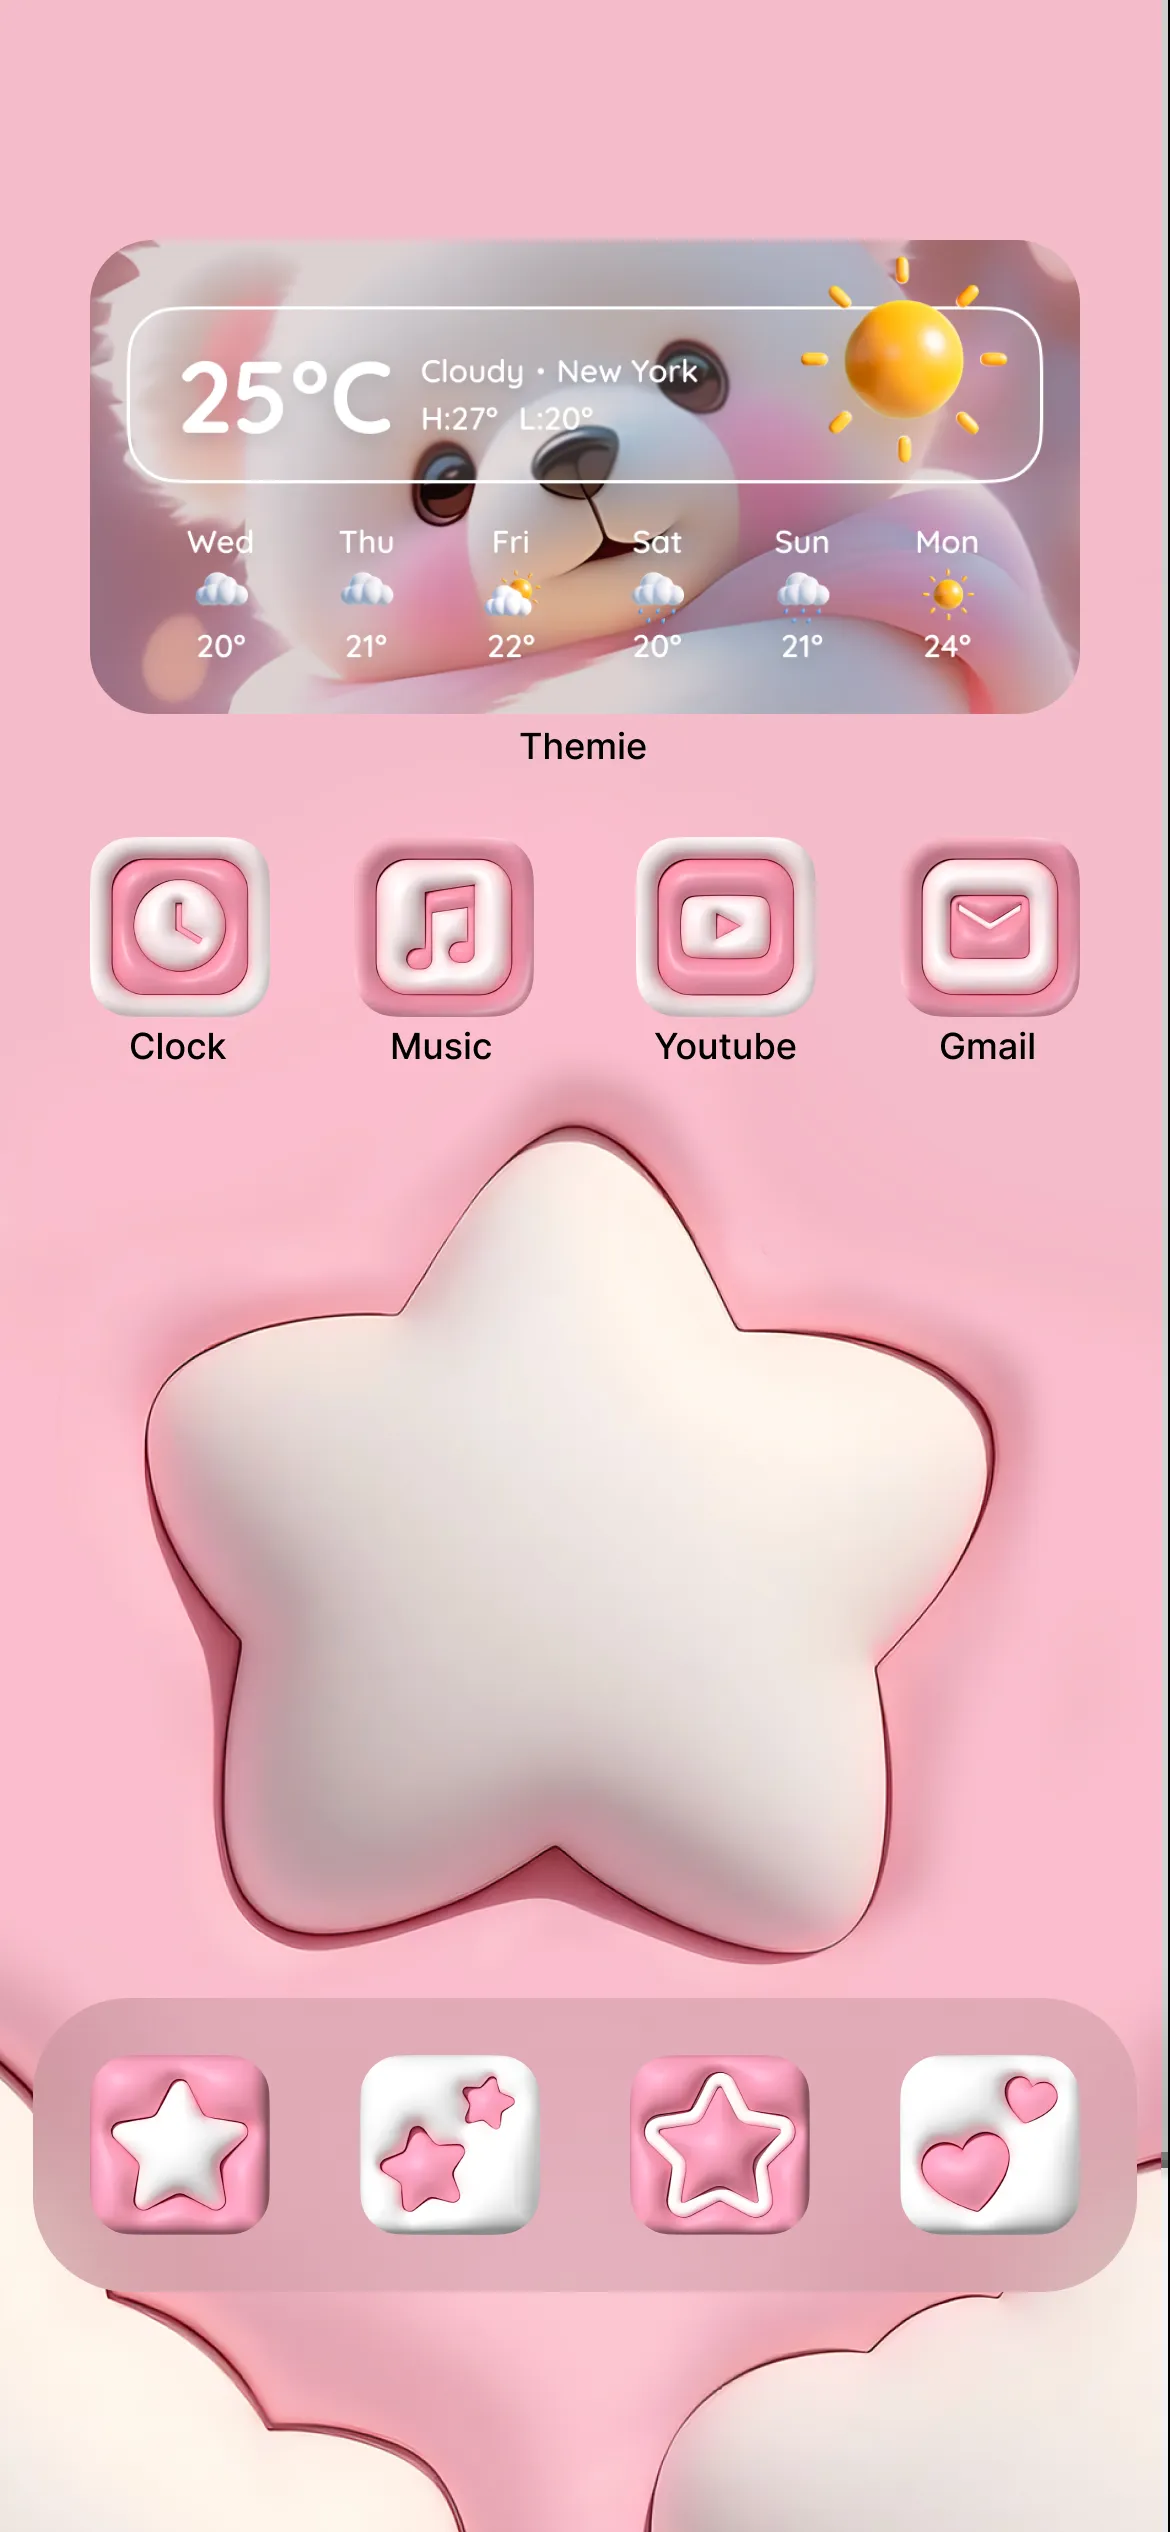 25°C
Cloudy • New York
H:27° L:20°
Wed Thu Fri Sat Sun Mon
20° 21° 22° 20° 21° 24°
Themie
Clock Music Youtube Gmail